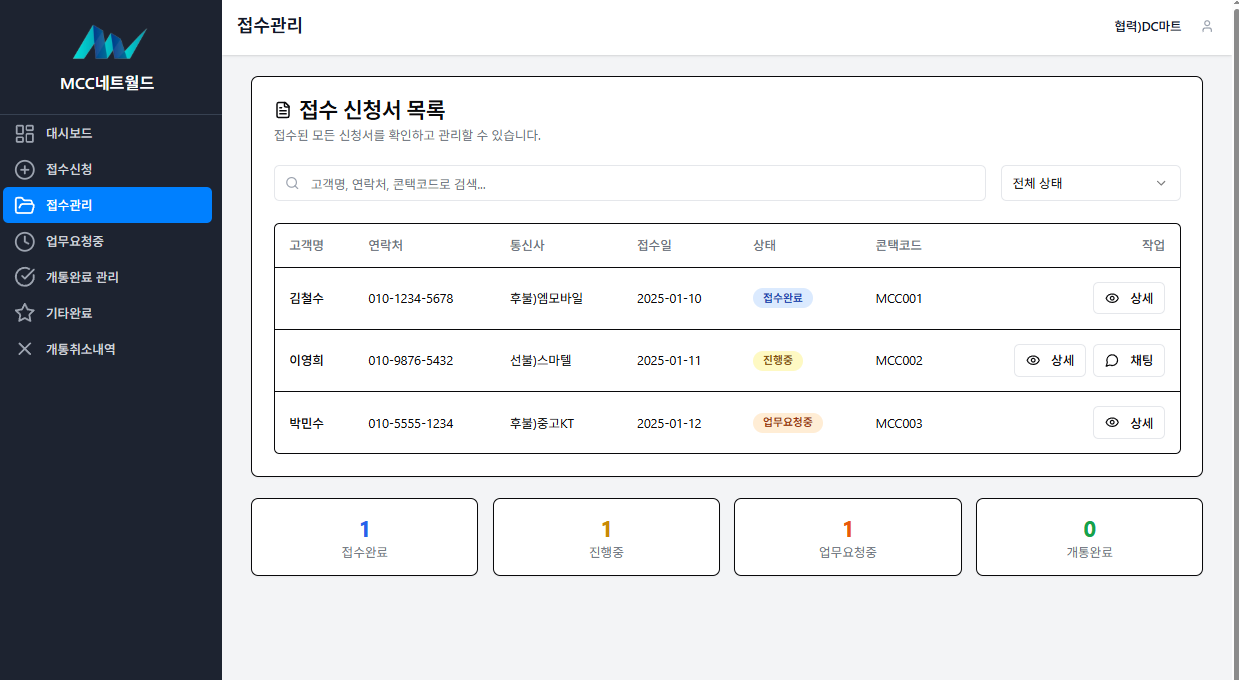 MCC네트월드
대시보드
접수신청
접수관리
업무요청중
개통완료 관리
기타완료
개통취소내역
접수관리
협력)DC마트
접수 신청서 목록
접수된 모든 신청서를 확인하고 관리할 수 있습니다.
고객명, 연락처, 콘택코드로 검색...
전체 상태
고객명 연락처 통신사 접수일 상태 콘택코드 작업
김철수 010-1234-5678 후불)엠모바일 2025-01-10 접수완료 MCC001 상세
이영희 010-9876-5432 선불)스마텔 2025-01-11 진행중 MCC002 상세 채팅
박민수 010-5555-1234 후불)중고KT 2025-01-12 업무요청중 MCC003 상세
1 1 1 0
접수완료 진행중 업무요청중 개통완료